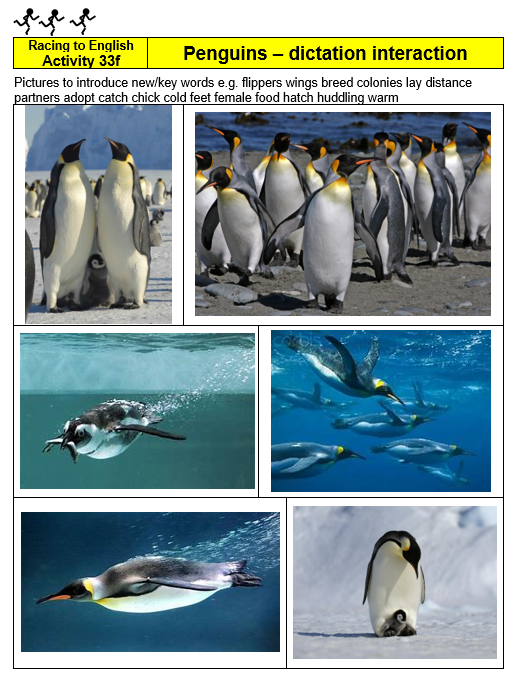 Racing to English
Activity 33f
Penguins – dictation interaction
Pictures to introduce new/key words e.g. flippers wings breed colonies lay distance
partners adopt catch chick cold feet female food hatch huddling warm